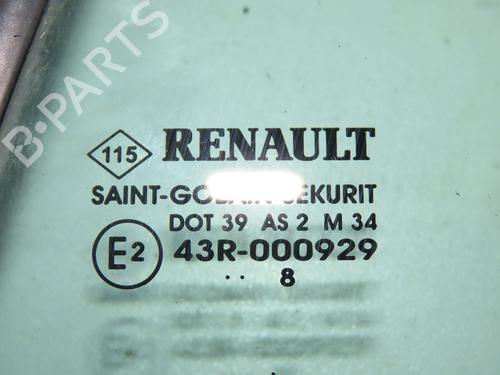 B-PARTS
115 RENAULT
SAINT-GOBAIN SEKURIT
DOT 39 AS 2 M 34
E2 43R-000929
.. 8